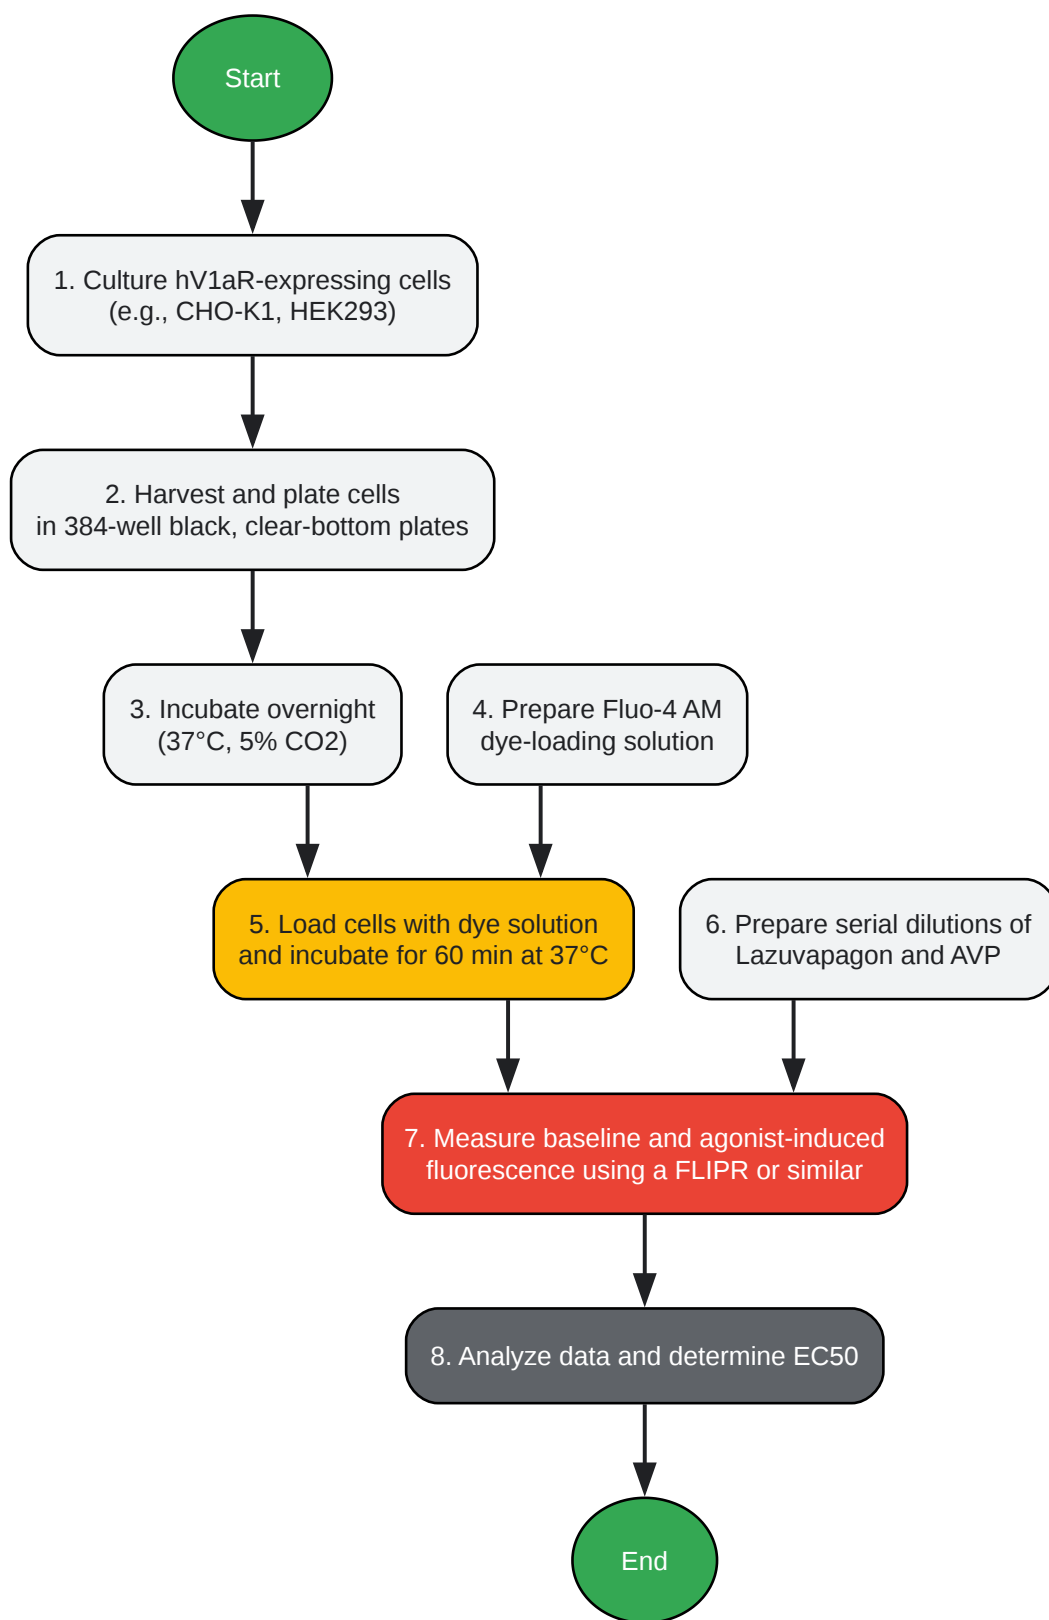 Start
1. Culture hV1aR-expressing cells
(e.g., CHO-K1, HEK293)
2. Harvest and plate cells
in 384-well black, clear-bottom plates
3. Incubate overnight
(37°C, 5% CO2)
4. Prepare Fluo-4 AM
dye-loading solution
5. Load cells with dye solution
and incubate for 60 min at 37°C
6. Prepare serial dilutions of
Lazuvapagon and AVP
7. Measure baseline and agonist-induced
fluorescence using a FLIPR or similar
8. Analyze data and determine EC50
End